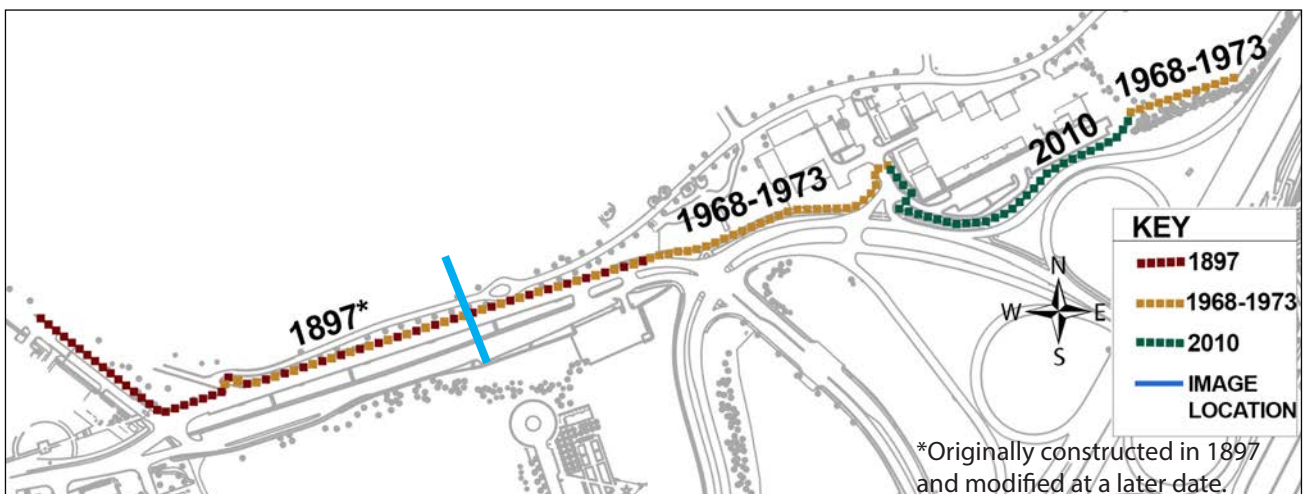 1968-1973
2010
1968-1973
1897*
KEY
1897
1968-1973
2010
IMAGE
LOCATION
N
W
E
S
*Originally constructed in 1897
and modified at a later date.